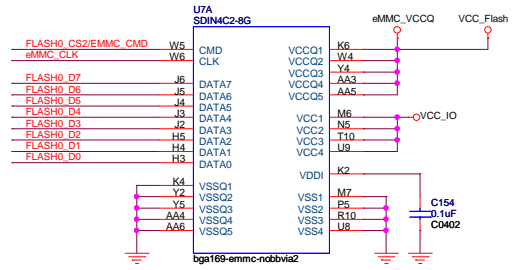 U7A
SDIN4C2-8G
eMMC_VCCQ
VCC_Flash
FLASH0_CS2/EMMC_CMD W5 CMD VCCQ1 K6
eMMC_CLK W6 CLK VCCQ2 W4
VCCQ3 Y4
FLASH0_D7 J6 DATA7 VCCQ4 AA3
FLASH0_D6 J5 DATA6 VCCQ5 AA5
FLASH0_D5 J4 DATA5
FLASH0_D4 J3 DATA4 VCC1 M6 VCC_IO
FLASH0_D3 J2 DATA3 VCC2 N5
FLASH0_D2 H5 DATA2 VCC3 T10
FLASH0_D1 H4 DATA1 VCC4 U9
FLASH0_D0 H3 DATA0
VDDI K2
K4 VSSQ1
Y2 VSSQ2 VSS1 M7
Y5 VSSQ3 VSS2 P5
AA4 VSSQ4 VSS3 R10
AA6 VSSQ5 VSS4 U8
C154
0.1uF
C0402
bga169-emmc-nobbvia2